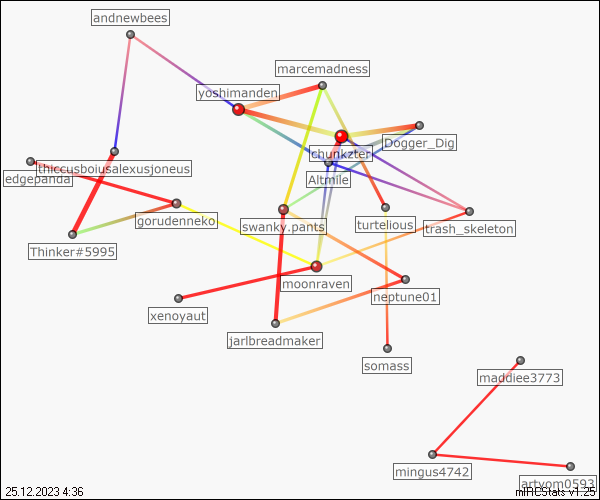 andnewbees
marcemadness
yoshimanden
Dogger_Dig
chunkzter
thiccusboiusalexusjoneus
edgepanda
Altmile
gorudenneko
swanky.pants
turtelious
trash_skeleton
Thinker#5995
moonraven
neptune01
xenoyaut
jarlbreadmaker
somass
maddiee3773
mingus4742
artyom0593
25.12.2023 4:36
mIRCStats v1.25